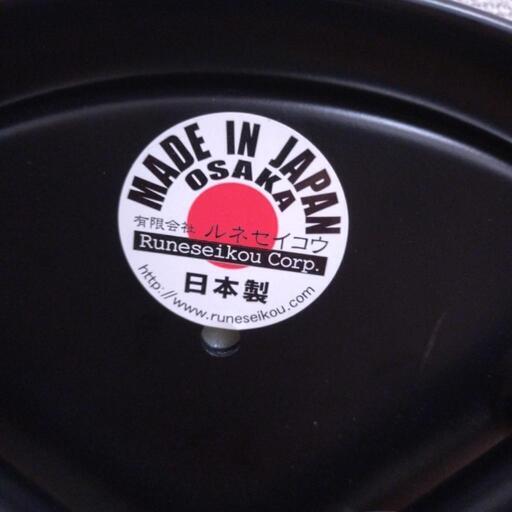 MADE IN JAPAN
OSAKA
有限会社 ルネセイコウ
Runeseikou Corp.
日本製
http://www.runeseikou.com